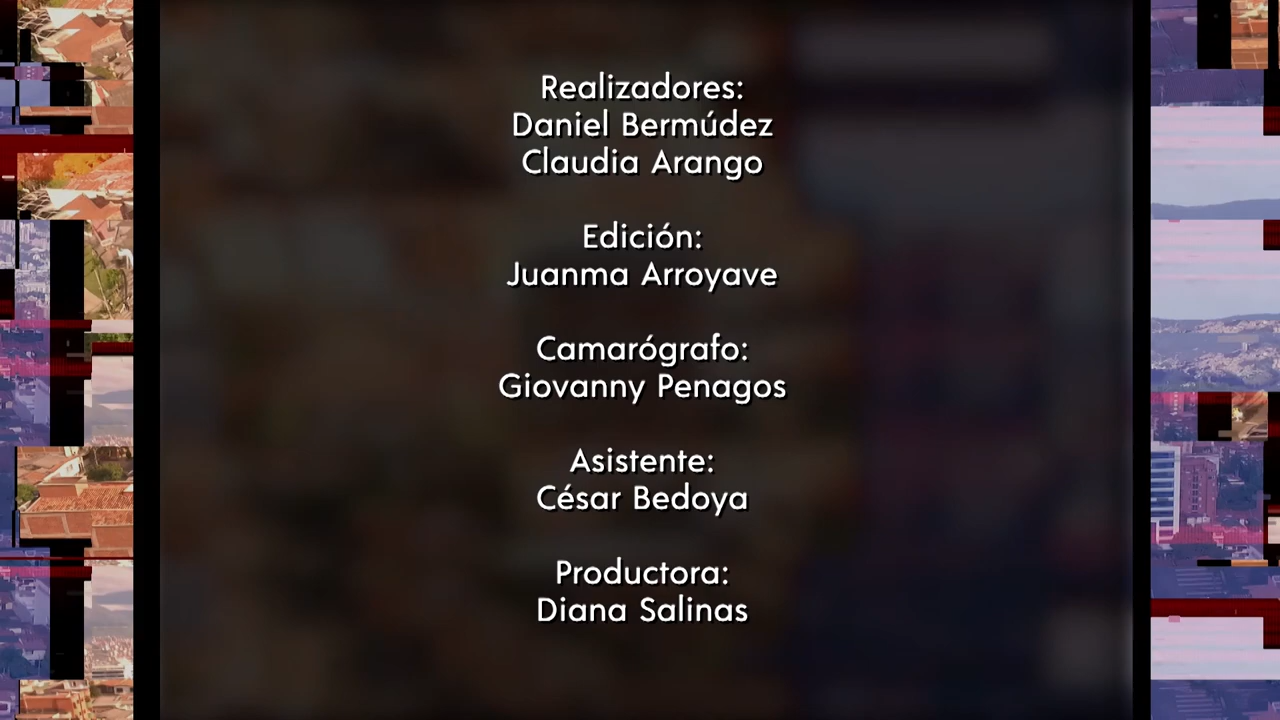 Realizadores:
Daniel Bermúdez
Claudia Arango
Edición:
Juanma Arroyave
Camarógrafo:
Giovanny Penagos
Asistente:
César Bedoya
Productora:
Diana Salinas